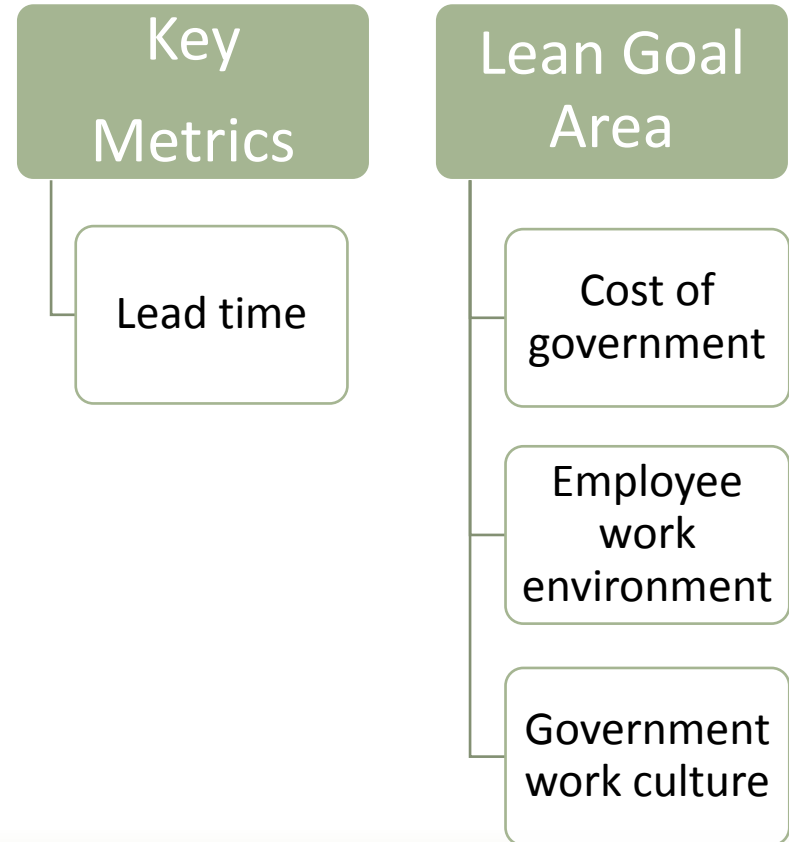 Key
Metrics
Lead time
Lean Goal
Area
Cost of
government
Employee
work
environment
Government
work culture